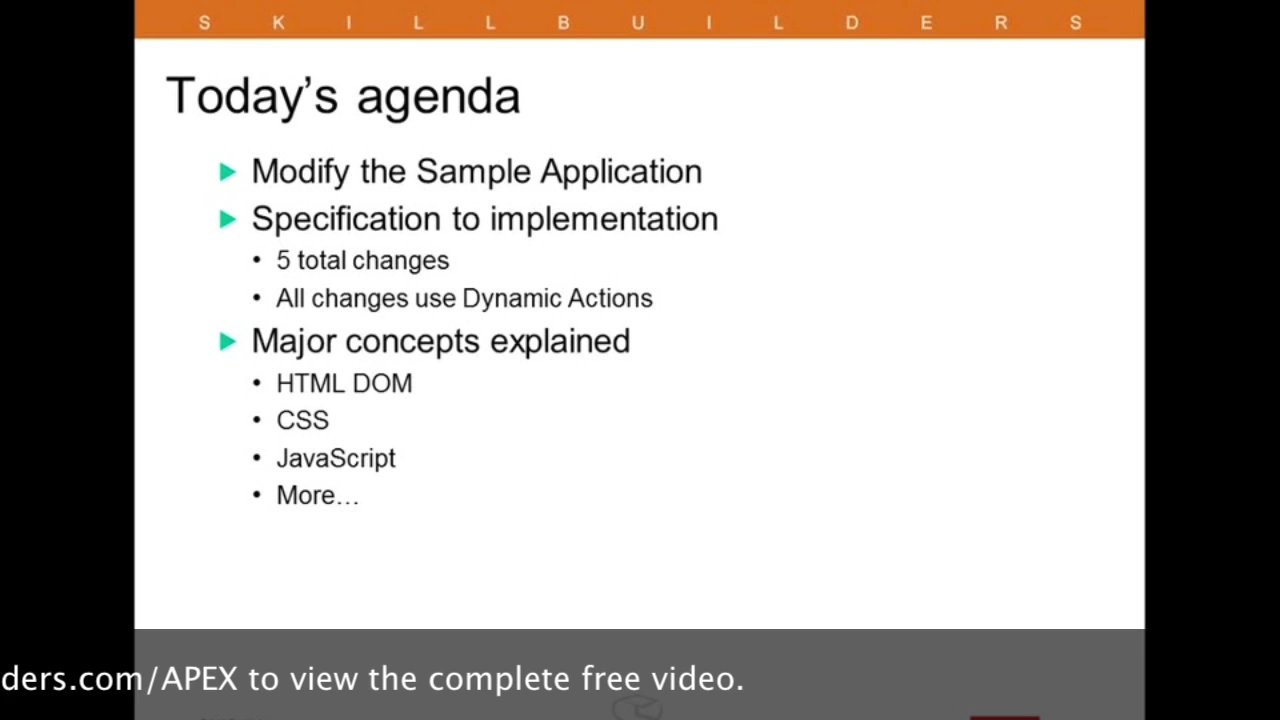 SKILLBUILDERS
Today's agenda
Modify the Sample Application
Specification to implementation
5 total changes
All changes use Dynamic Actions
Major concepts explained
HTML DOM
CSS
JavaScript
More…
ders.com/APEX to view the complete free video.